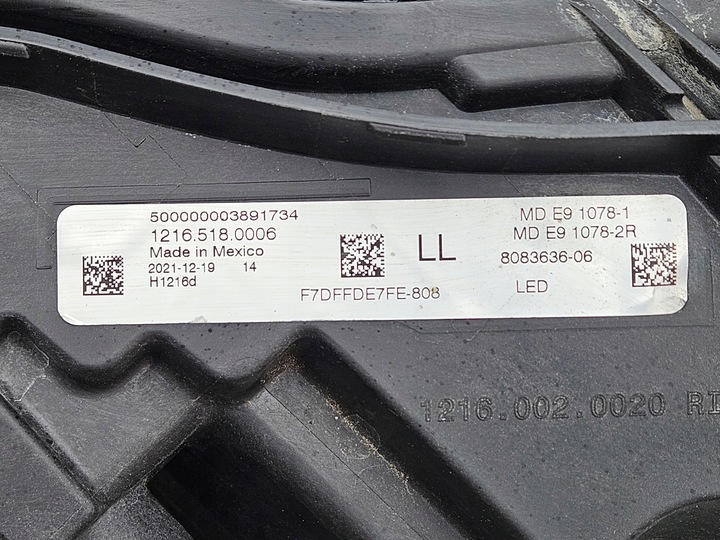 500000003891734
1216.518.0006
Made in Mexico
2021-12-19 14
H1216d
LL
F7DFFDE7FE-808
MD E9 1078-1
MD E9 1078-2R
8083636-06
LED
1216.002.0020 RI